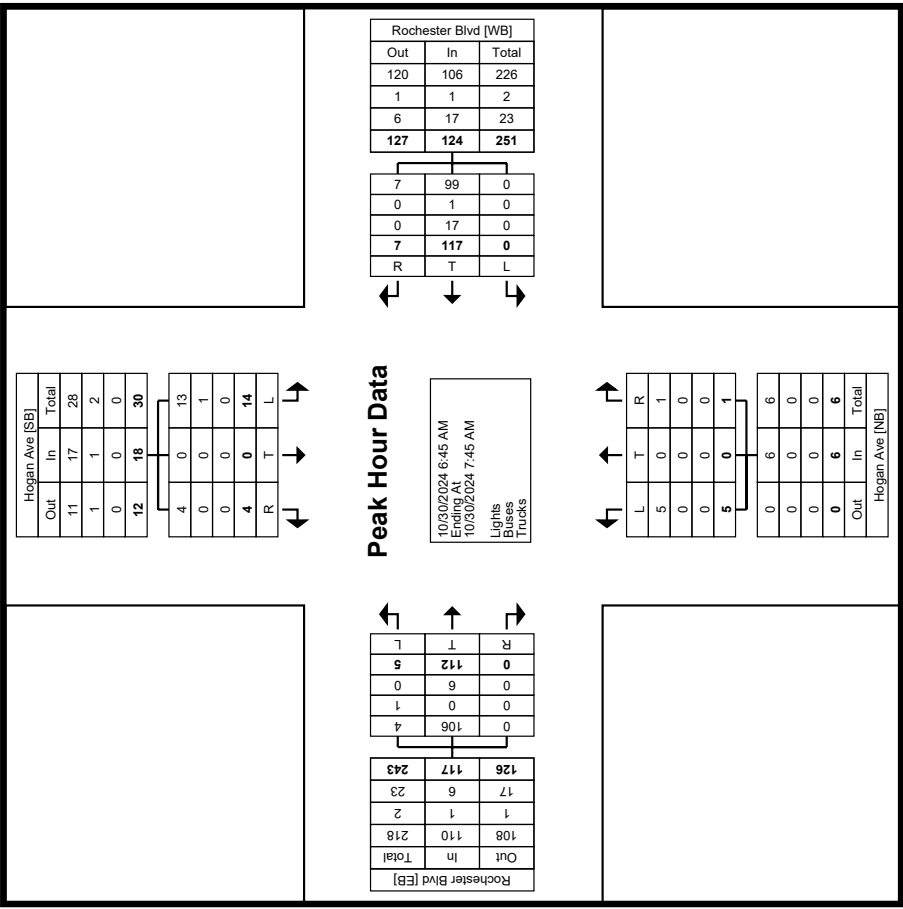 Rochester Blvd [WB]
Out In Total
120 106 226
1 1 2
6 17 23
127 124 251
7 99 0
0 1 0
0 17 0
7 117 0
R T L
Hogan Ave [SB]
Out In Total
11 17 28
1 1 2
0 0 0
12 18 30
4 0 13
0 0 1
0 0 0
4 0 14
R T L
Peak Hour Data
10/30/2024 6:45 AM
Ending At
10/30/2024 7:45 AM
Lights
Buses
Trucks
L T R
5 0 1
0 0 0
0 0 0
5 0 1
0 6 6
0 0 0
0 0 0
0 6 6
Out In Total
Hogan Ave [NB]
L T R
5 112 0
0 6 0
1 0 0
4 106 0
243 117 126
23 6 17
2 1 1
218 110 108
Total In Out
Rochester Blvd [EB]